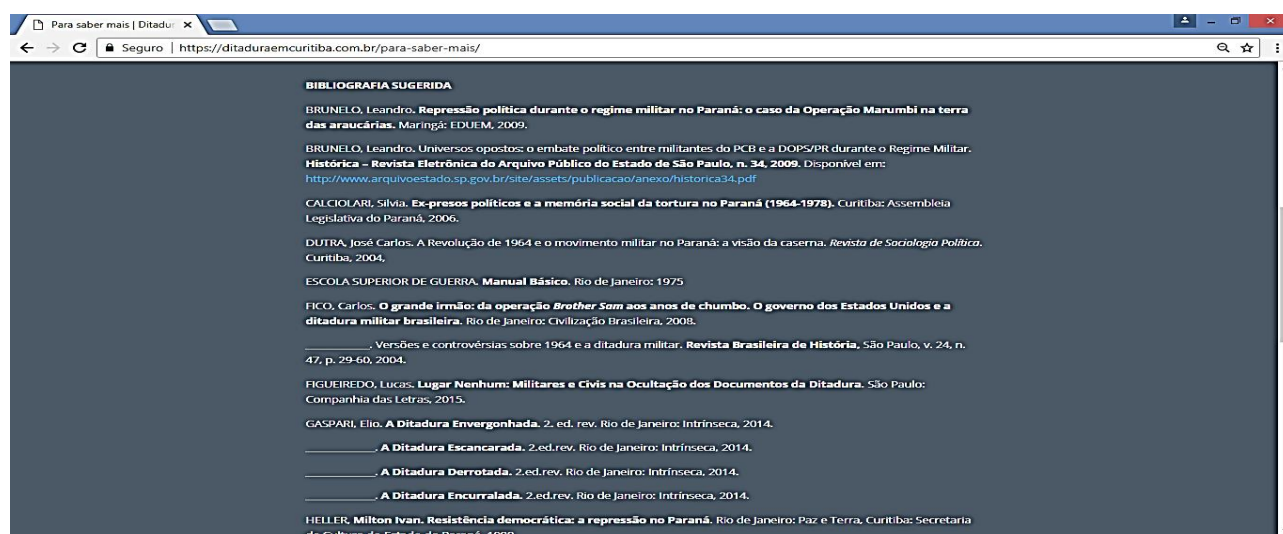 Para saber mais | Ditadur
Seguro | https://ditaduraemcuritiba.com.br/para-saber-mais/
BIBLIOGRAFIA SUGERIDA
BRUNELO, Leandro. Repressão política durante o regime militar no Paraná: o caso da Operação Marumbi na terra
das araucárias. Maringá: EDUEM, 2009.
BRUNELO, Leandro. Universos opostos: o embate político entre militantes do PCB e a DOPS/PR durante o Regime Militar.
Histórica – Revista Eletrônica do Arquivo Público do Estado de São Paulo, n. 34, 2009. Disponível em:
http://www.arquivoestado.sp.gov.br/site/assets/publicacao/anexo/historica34.pdf
CALCIOLARI, Silvia. Ex-presos políticos e a memória social da tortura no Paraná (1964-1978). Curitiba: Assembleia
Legislativa do Paraná, 2006.
DUTRA, José Carlos. A Revolução de 1964 e o movimento militar no Paraná: a visão da caserna. Revista de Sociologia Política.
Curitiba, 2004,
ESCOLA SUPERIOR DE GUERRA. Manual Básico. Rio de Janeiro: 1975
FICO, Carlos. O grande irmão: da operação Brother Sam aos anos de chumbo. O governo dos Estados Unidos e a
ditadura militar brasileira. Rio de Janeiro: Civilização Brasileira, 2008.
__________. Versões e controvérsias sobre 1964 e a ditadura militar. Revista Brasileira de História, São Paulo, v. 24, n.
47, p. 29-60, 2004.
FIGUEIREDO, Lucas. Lugar Nenhum: Militares e Civis na Ocultação dos Documentos da Ditadura. São Paulo:
Companhia das Letras, 2015.
GASPARI, Elio. A Ditadura Envergonhada. 2. ed. rev. Rio de Janeiro: Intrínseca, 2014.
___________. A Ditadura Escancarada. 2.ed.rev. Rio de Janeiro: Intrínseca, 2014.
___________. A Ditadura Derrotada. 2.ed.rev. Rio de Janeiro: Intrínseca, 2014.
___________. A Ditadura Encurralada. 2.ed.rev. Rio de Janeiro: Intrínseca, 2014.
HELLER, Milton Ivan. Resistência democrática: a repressão no Paraná. Rio de Janeiro: Paz e Terra, Curitiba: Secretaria